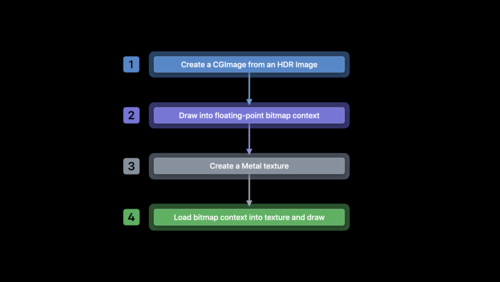 1 Create a CGImage from an HDR Image
2 Draw into floating-point bitmap context
3 Create a Metal texture
4 Load bitmap context into texture and draw